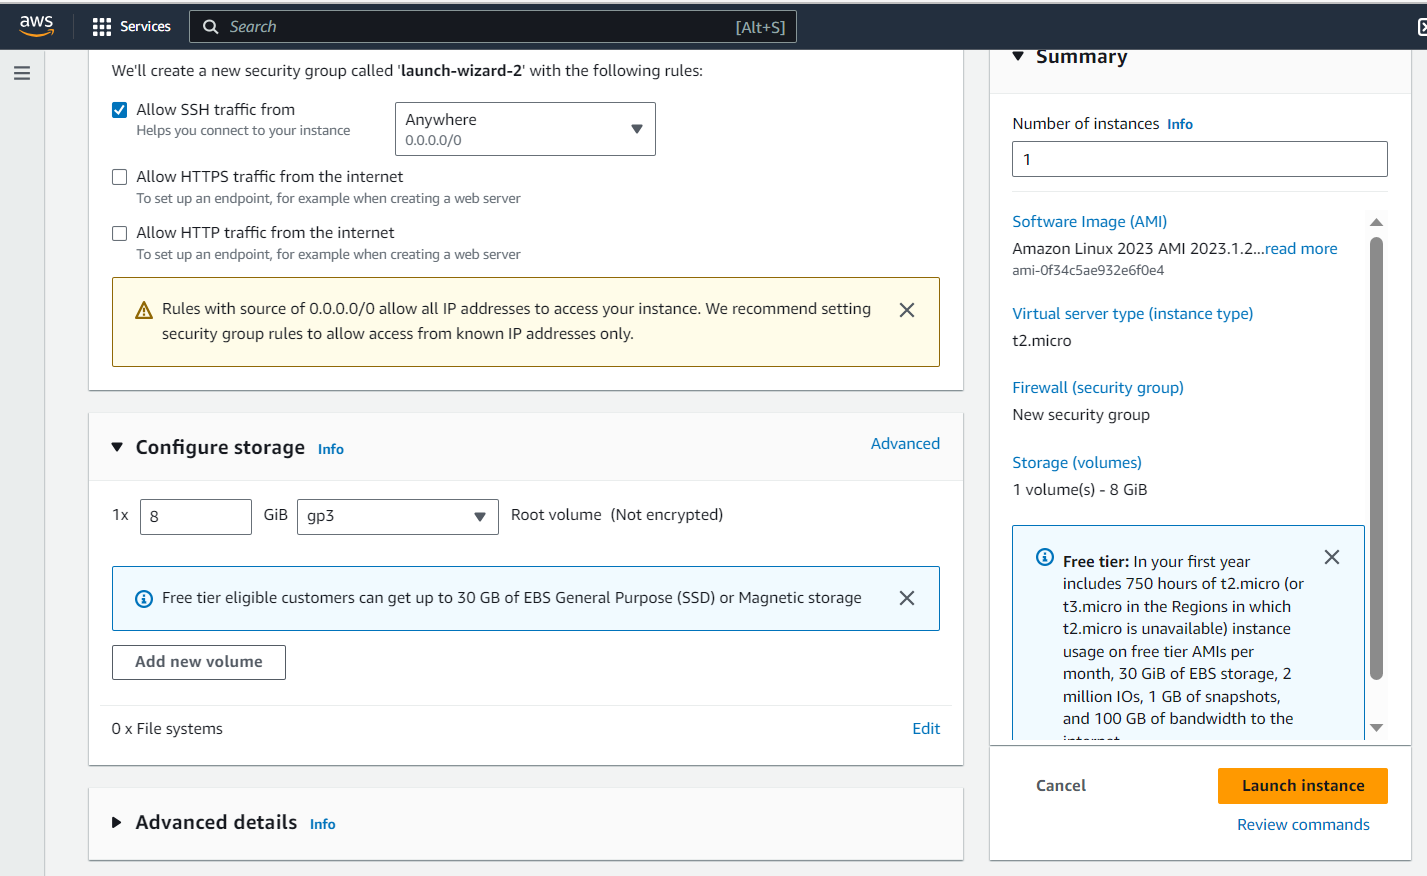 aws
Services
Search
[Alt+S]
We'll create a new security group called 'launch-wizard-2' with the following rules:
Allow SSH traffic from
Helps you connect to your instance
Anywhere
0.0.0.0/0
Allow HTTPS traffic from the internet
To set up an endpoint, for example when creating a web server
Allow HTTP traffic from the internet
To set up an endpoint, for example when creating a web server
Rules with source of 0.0.0.0/0 allow all IP addresses to access your instance. We recommend setting
security group rules to allow access from known IP addresses only.
Configure storage Info
Advanced
1x 8 GiB gp3 Root volume (Not encrypted)
Free tier eligible customers can get up to 30 GB of EBS General Purpose (SSD) or Magnetic storage
Add new volume
0 x File systems
Edit
Advanced details Info
Summary
Number of instances Info
1
Software Image (AMI)
Amazon Linux 2023 AMI 2023.1.2...read more
ami-0f34c5ae932e6f0e4
Virtual server type (instance type)
t2.micro
Firewall (security group)
New security group
Storage (volumes)
1 volume(s) - 8 GiB
Free tier: In your first year
includes 750 hours of t2.micro (or
t3.micro in the Regions in which
t2.micro is unavailable) instance
usage on free tier AMIs per
month, 30 GiB of EBS storage, 2
million IOs, 1 GB of snapshots,
and 100 GB of bandwidth to the
internet
Cancel
Launch instance
Review commands